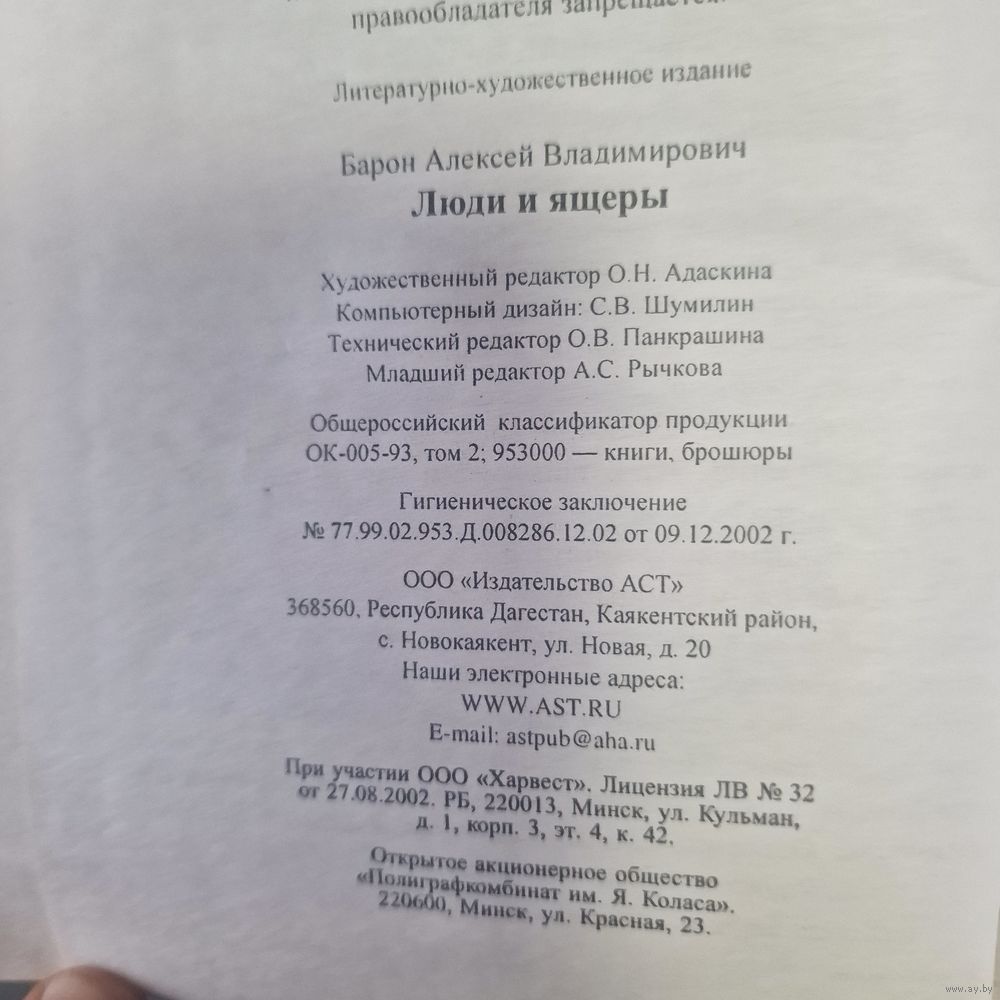 правообладателя запрещается.
Литературно-художественное издание
Барон Алексей Владимирович
Люди и ящеры
Художественный редактор О.Н. Адаскина
Компьютерный дизайн: С.В. Шумилин
Технический редактор О.В. Панкрашина
Младший редактор А.С. Рычкова
Общероссийский классификатор продукции
ОК-005-93, том 2; 953000 — книги, брошюры
Гигиеническое заключение
№ 77.99.02.953.Д.008286.12.02 от 09.12.2002 г.
ООО «Издательство АСТ»
368560, Республика Дагестан, Каякентский район,
с. Новокаякент, ул. Новая, д. 20
Наши электронные адреса:
WWW.AST.RU
E-mail: astpub@aha.ru
При участии ООО «Харвест». Лицензия ЛВ № 32
от 27.08.2002. РБ, 220013, Минск, ул. Кульман,
д. 1, корп. 3, эт. 4, к. 42.
Открытое акционерное общество
«Полиграфкомбинат им. Я. Коласа».
220600, Минск, ул. Красная, 23.
www.ay.by